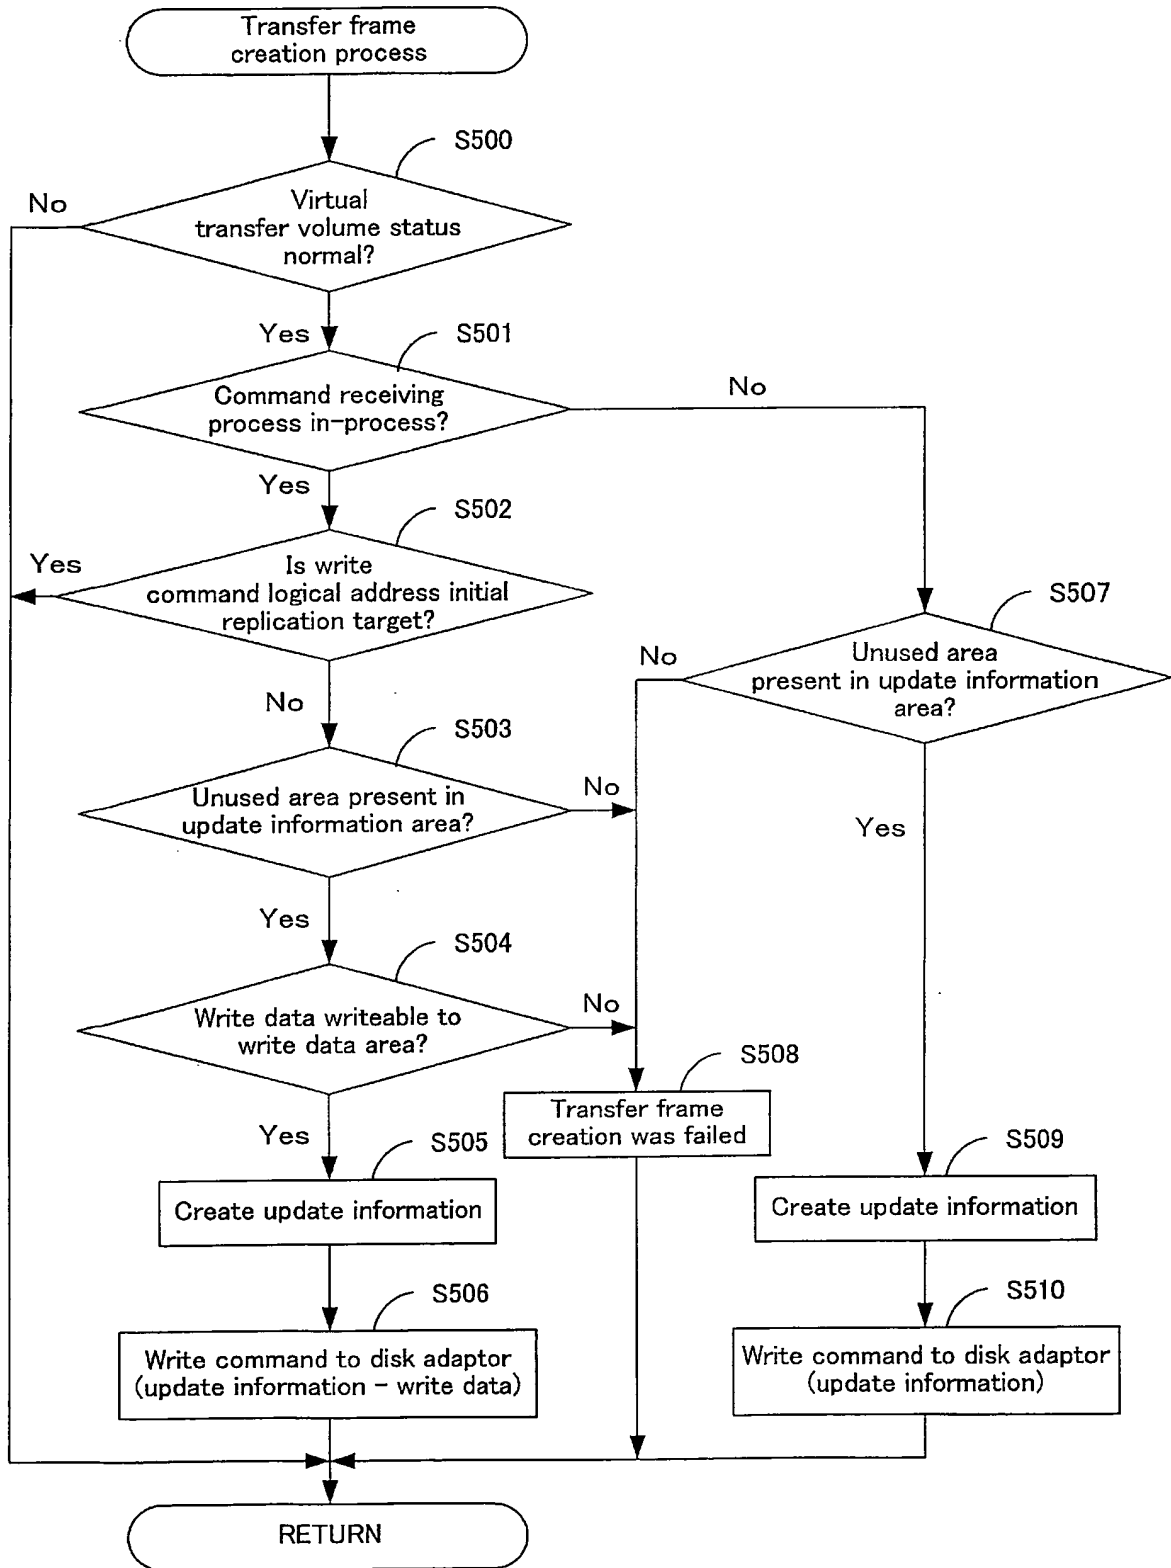 Transfer frame
creation process
S500
No
Virtual
transfer volume status
normal?
Yes
S501
Command receiving
process in-process?
No
Yes
S502
Yes
Is write
command logical address initial
replication target?
S507
No
Unused area
present in update information
area?
No
S503
Unused area present in
update information area?
No
Yes
Yes
S504
Write data writeable to
write data area?
No
S508
Transfer frame
creation was failed
Yes
S505
Create update information
S509
Create update information
S506
Write command to disk adaptor
(update information - write data)
S510
Write command to disk adaptor
(update information)
RETURN